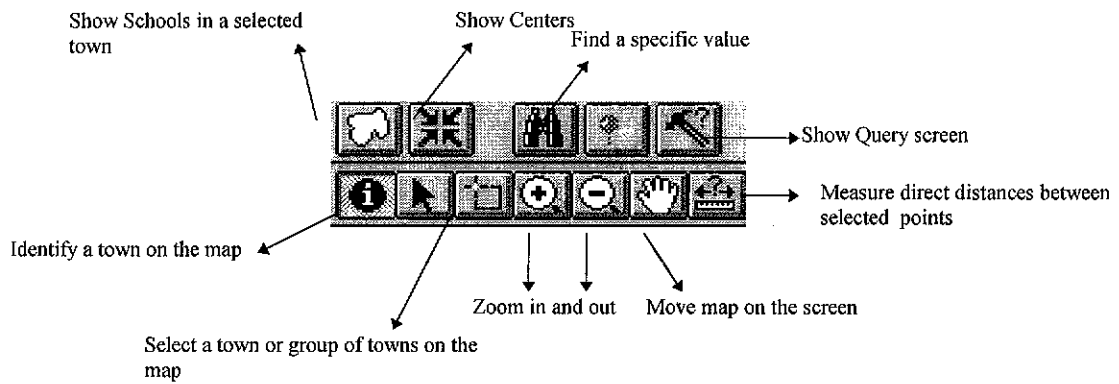 Show Schools in a selected
town
Show Centers
Find a specific value
Show Query screen
Measure direct distances between
selected points
Identify a town on the map
Zoom in and out
Move map on the screen
Select a town or group of towns on the
map